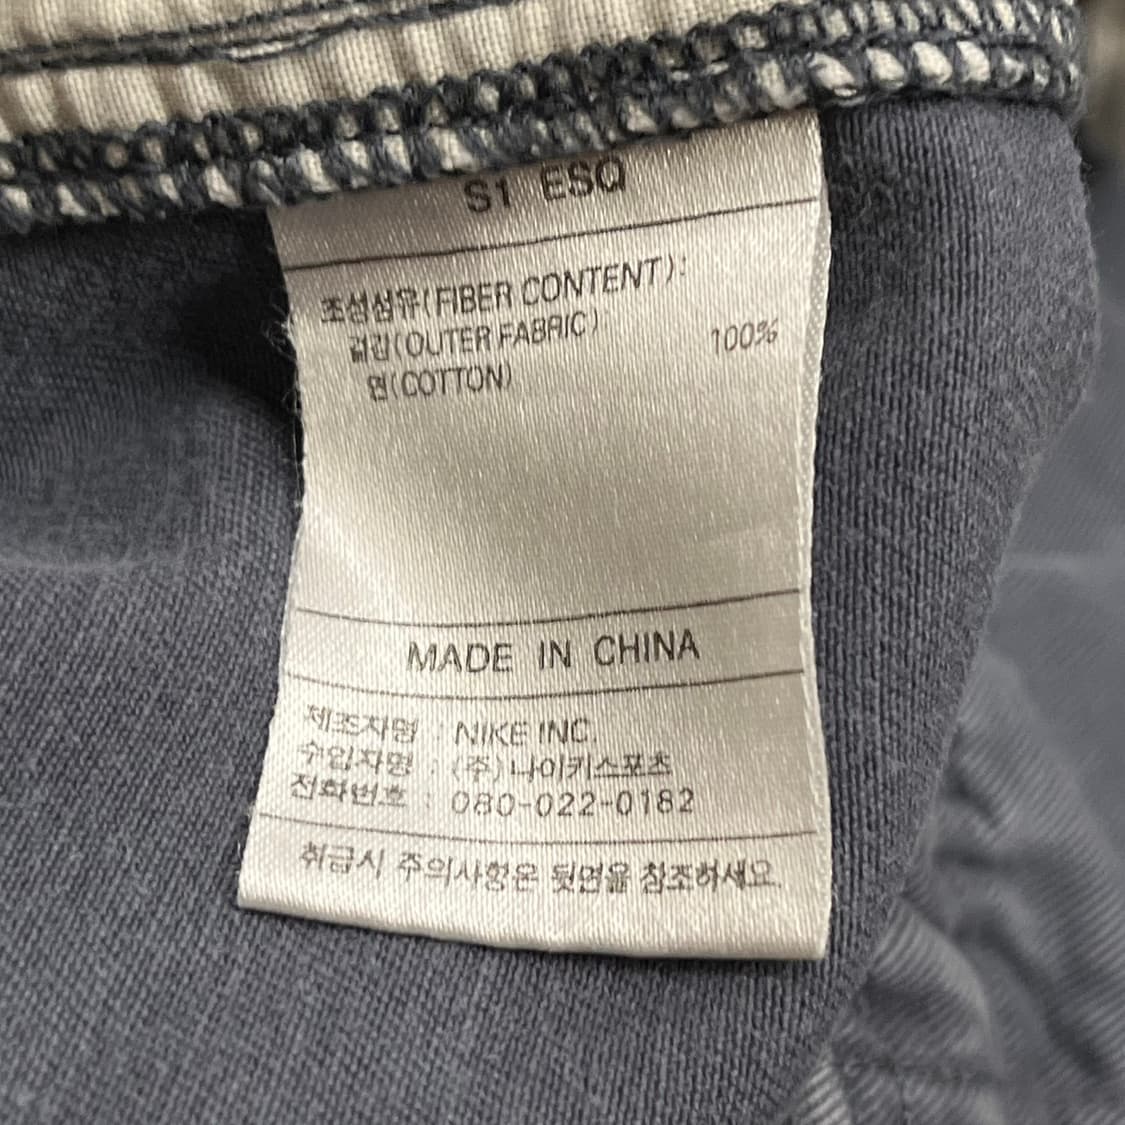 S1 ESQ
조성섬유(FIBER CONTENT):
겉감(OUTER FABRIC)
면(COTTON) 100%
MADE IN CHINA
제조자명 : NIKE INC.
수입자명 : (주)나이키스포츠
전화번호 : 080-022-0182
취급시 주의사항은 뒷면을 참조하세요.